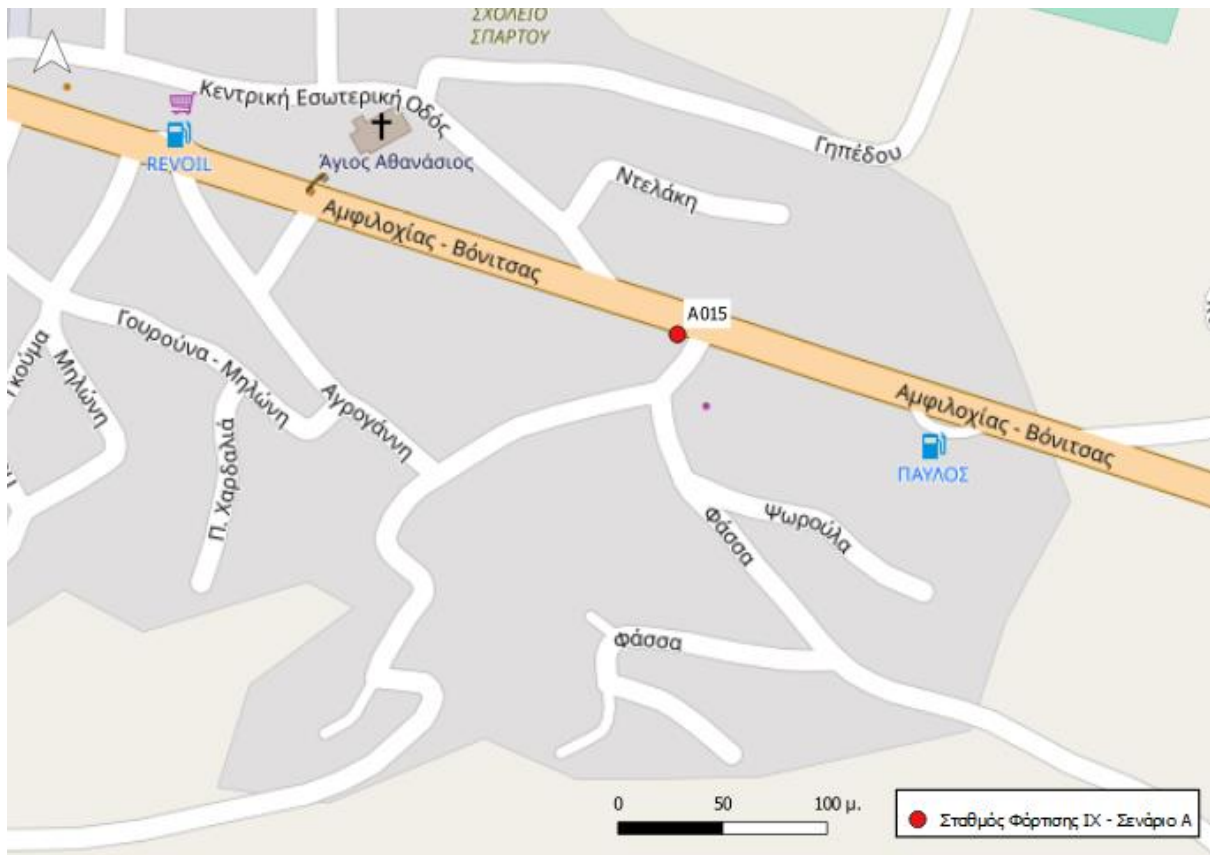 ΣΧΟΛΕΙΟ
ΣΠΑΡΤΟΥ
Κεντρική Εσωτερική Οδός
REVOIL
Άγιος Αθανάσιος
Γηπέδου
Ντελάκη
Αμφιλοχίας - Βόνιτσας
A015
Γουρούνα - Μηλώνη
Μηλώνη
Αγρογάννη
Π. Χαρδαλιά
Αμφιλοχίας - Βόνιτσας
ΠΑΥΛΟΣ
Ψωρούλα
Φάσσα
Φάσσα
0 50 100 μ.
Σταθμός Φόρτισης ΙΧ - Σενάριο Α